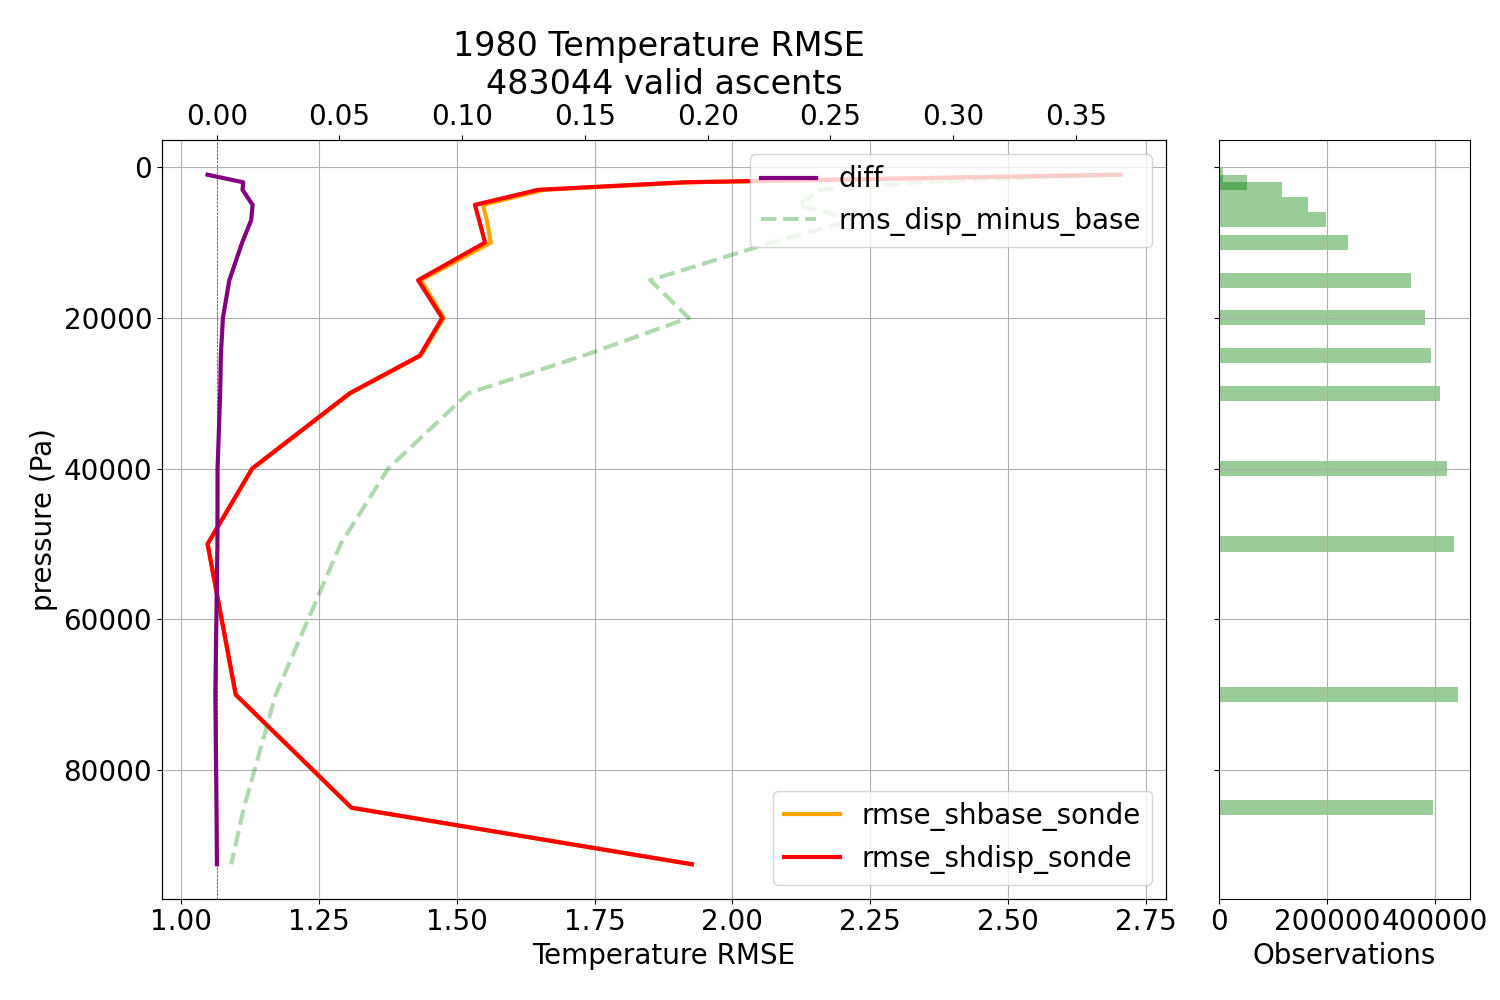 1980 Temperature RMSE
483044 valid ascents
0.00 0.05 0.10 0.15 0.20 0.25 0.30 0.35
diff
rms_disp_minus_base
0
20000
40000
60000
80000
pressure (Pa)
rmse_shbase_sonde
rmse_shdisp_sonde
1.00 1.25 1.50 1.75 2.00 2.25 2.50 2.75
Temperature RMSE
0 200000 400000
Observations